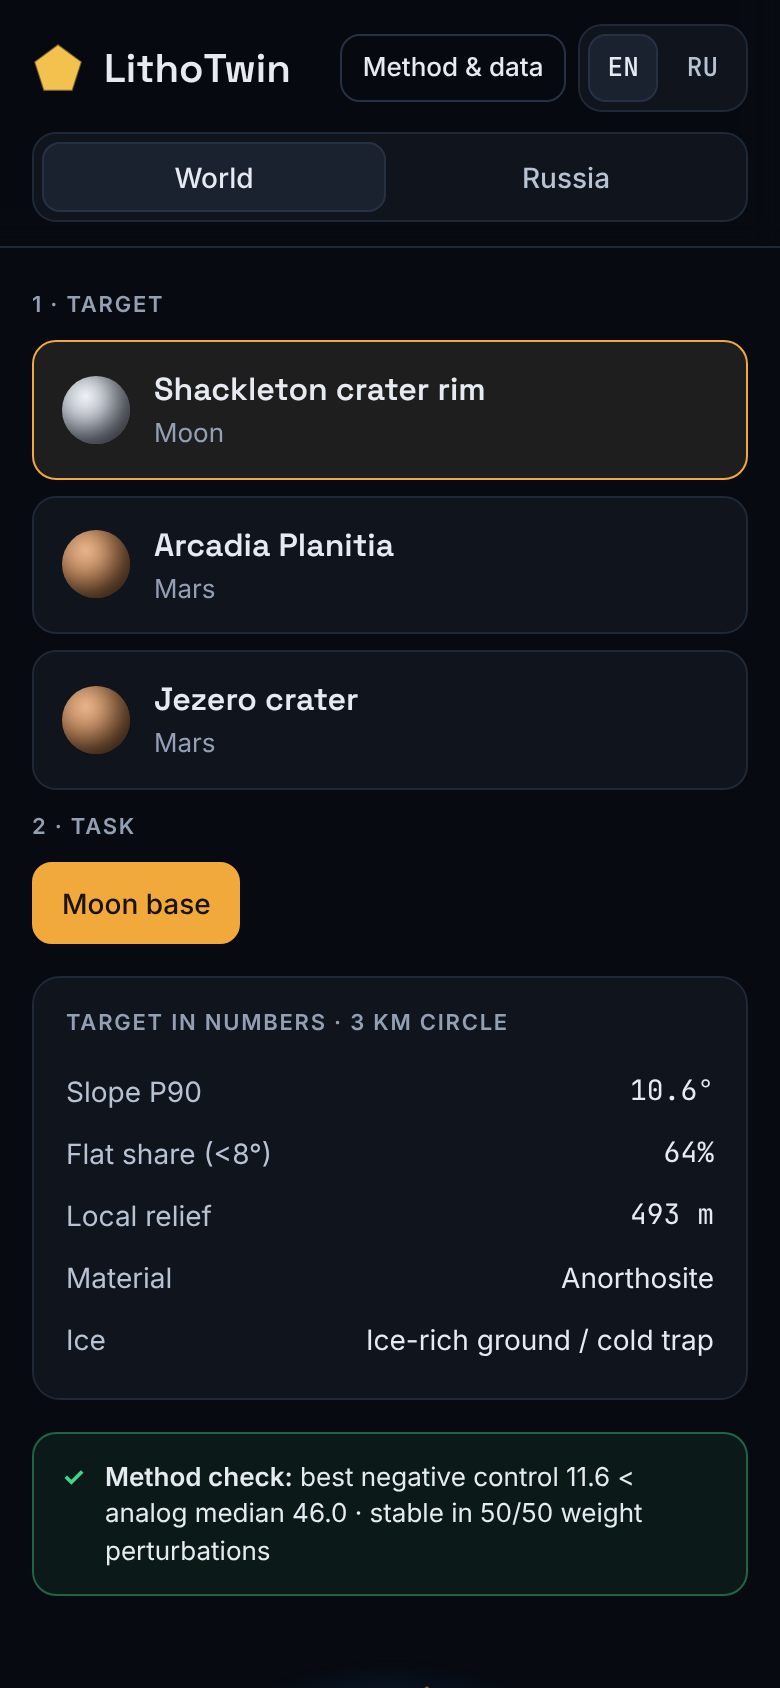 LithoTwin
Method & data
EN
RU
World
Russia
1 · TARGET
Shackleton crater rim
Moon
Arcadia Planitia
Mars
Jezero crater
Mars
2 · TASK
Moon base
TARGET IN NUMBERS · 3 KM CIRCLE
Slope P90 10.6°
Flat share (<8°) 64%
Local relief 493 m
Material Anorthosite
Ice Ice-rich ground / cold trap
✓ Method check: best negative control 11.6 <
analog median 46.0 · stable in 50/50 weight
perturbations